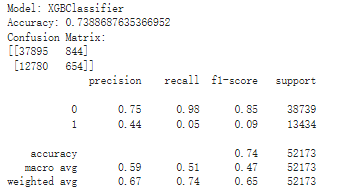 Model: XGBClassifier
Accuracy: 0.7388687635366952
Confusion Matrix:
[[37895 844]
[12780 654]]
precision recall f1-score support
0 0.75 0.98 0.85 38739
1 0.44 0.05 0.09 13434
accuracy 0.74 52173
macro avg 0.59 0.51 0.47 52173
weighted avg 0.67 0.74 0.65 52173